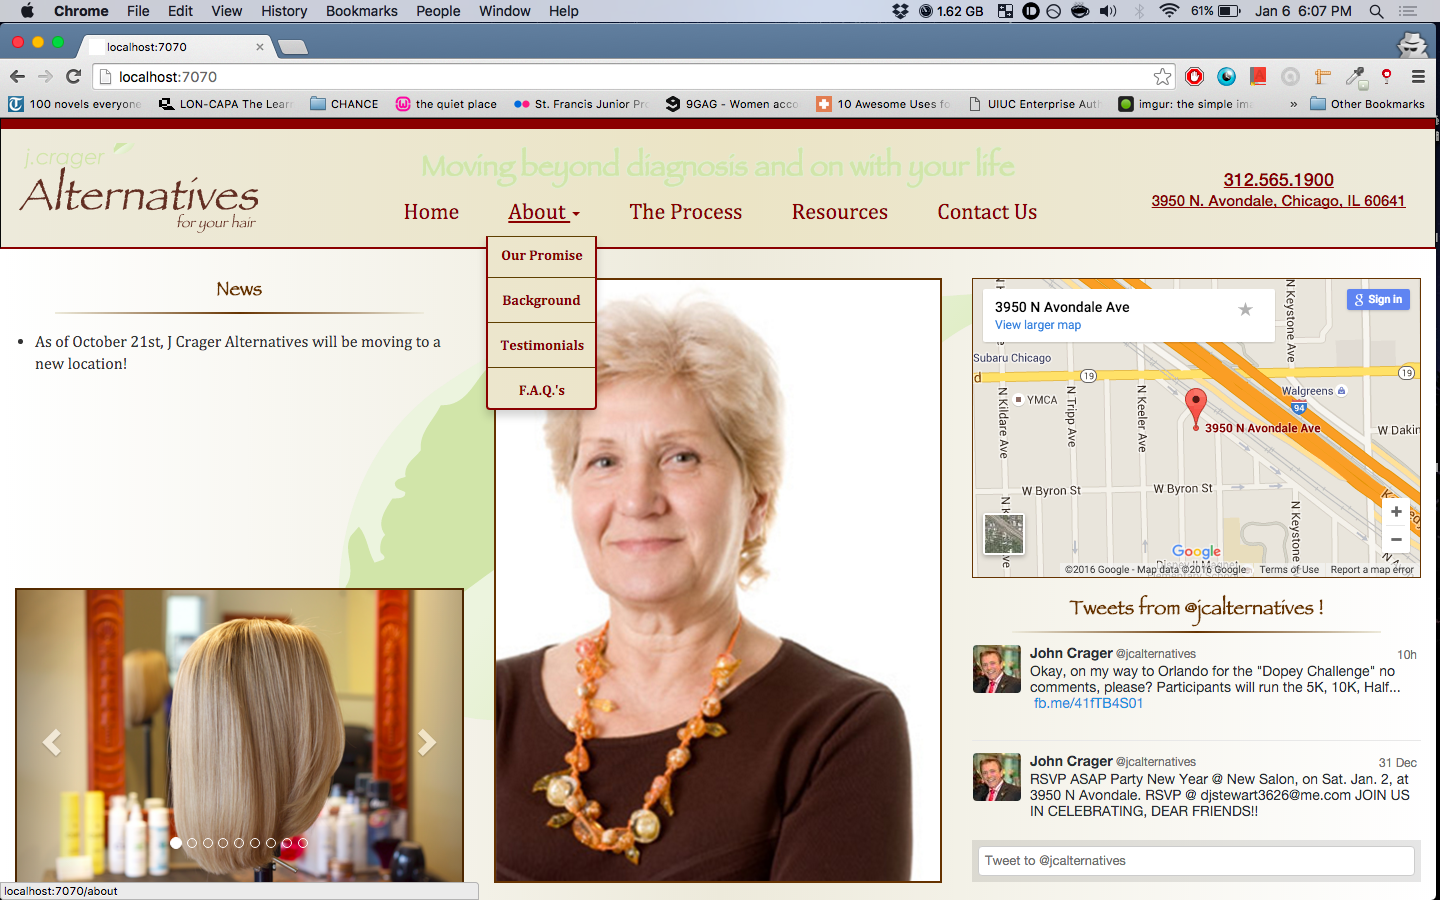 Chrome File Edit View History Bookmarks People Window Help 1.62 GB 61% Jan 6 6:07 PM
localhost:7070
localhost:7070
100 novels everyone LON-CAPA The Lear CHANCE the quiet place St. Francis Junior Pr 9GAG - Women acco 10 Awesome Uses fo UIUC Enterprise Aut imgur: the simple im » Other Bookmarks
j.crager
Alternatives
for your hair
Moving beyond diagnosis and on with your life
Home About The Process Resources Contact Us
312.565.1900
3950 N. Avondale, Chicago, IL 60641
Our Promise
Background
Testimonials
F.A.Q.'s
News
• As of October 21st, J Crager Alternatives will be moving to a
new location!
3950 N Avondale Ave
View larger map
Sign in
Subaru Chicago
19
19
YMCA
Walgreens
94
3950 N Avondale Ave
N Kildare Ave
N Tripp Ave
N Keeler Ave
N Keystone Ave
W Dakin
W Byron St
W Byron St
N Keystone Ave
+
−
Google
©2016 Google - Map data ©2016 Google Terms of Use Report a map error
Tweets from @jcalternatives !
John Crager @jcalternatives 10h
Okay, on my way to Orlando for the "Dopey Challenge" no
comments, please? Participants will run the 5K, 10K, Half...
fb.me/41fTB4S01
John Crager @jcalternatives 31 Dec
RSVP ASAP Party New Year @ New Salon, on Sat. Jan. 2, at
3950 N Avondale. RSVP @ djstewart3626@me.com JOIN US
IN CELEBRATING, DEAR FRIENDS!!
Tweet to @jcalternatives
localhost:7070/about